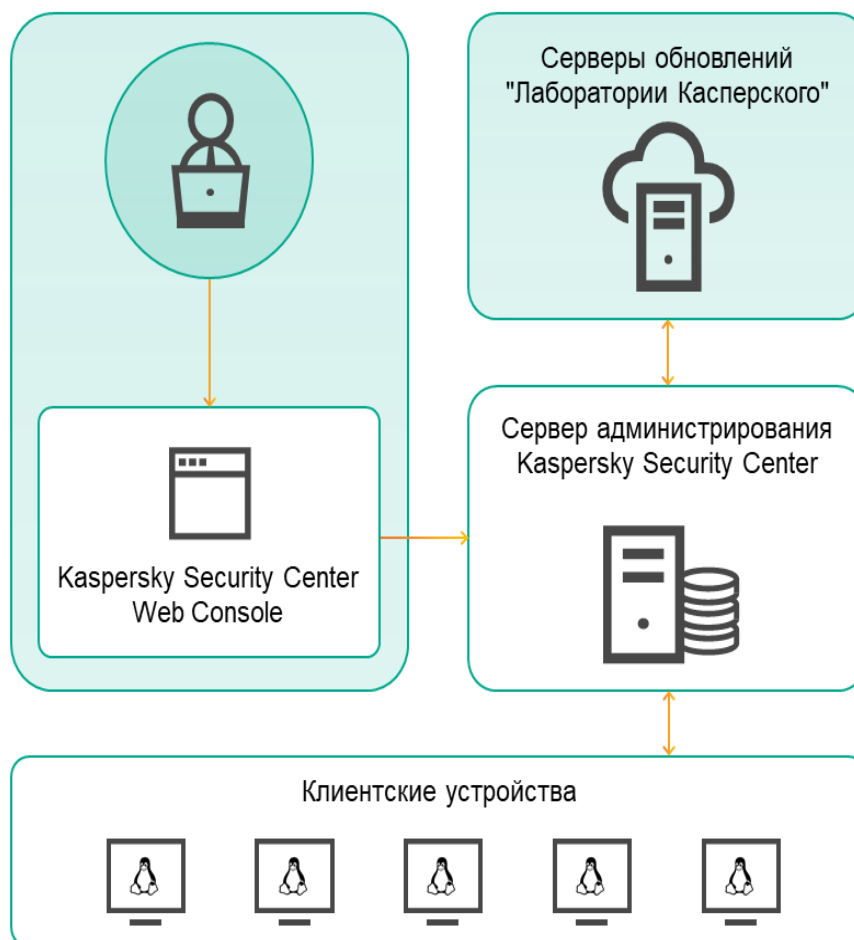 Серверы обновлений
"Лаборатории Касперского"
Kaspersky Security Center
Web Console
Сервер администрирования
Kaspersky Security Center
Клиентские устройства